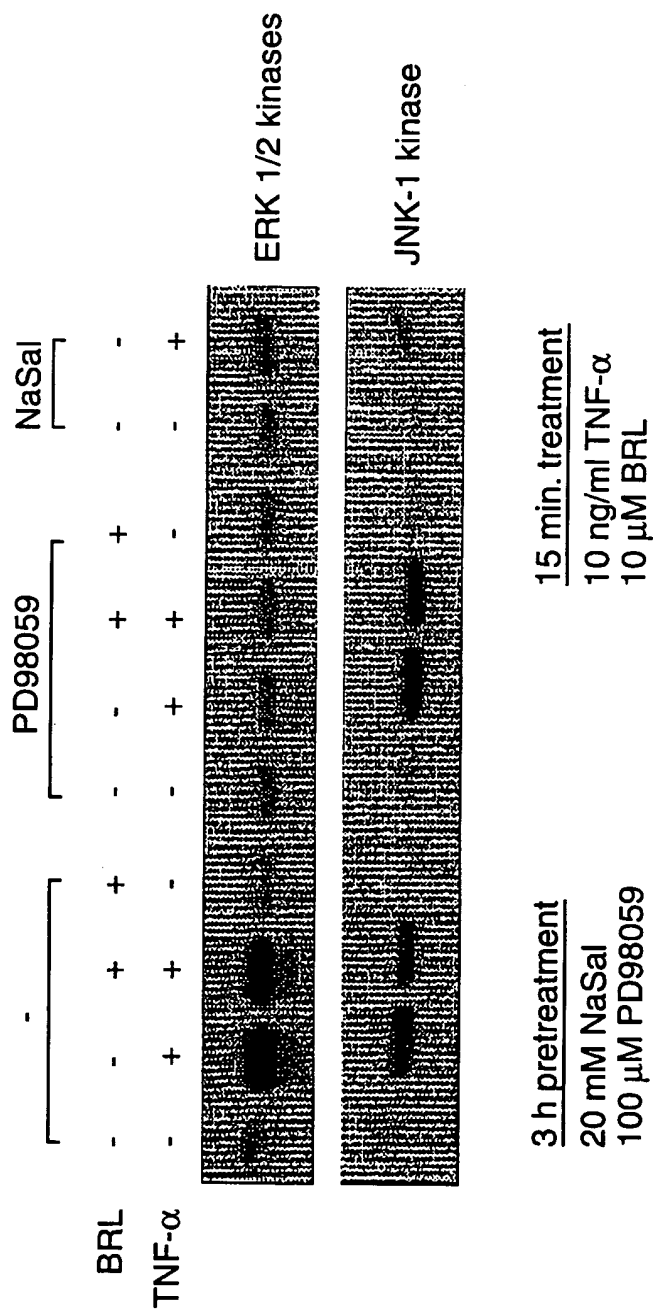 - PD98059 NaSal
BRL - - + + - - + + - -
TNF-α - + + - - + + - - +
ERK 1/2 kinases
JNK-1 kinase
3 h pretreatment
20 mM NaSal
100 µM PD98059
15 min. treatment
10 ng/ml TNF-α
10 µM BRL